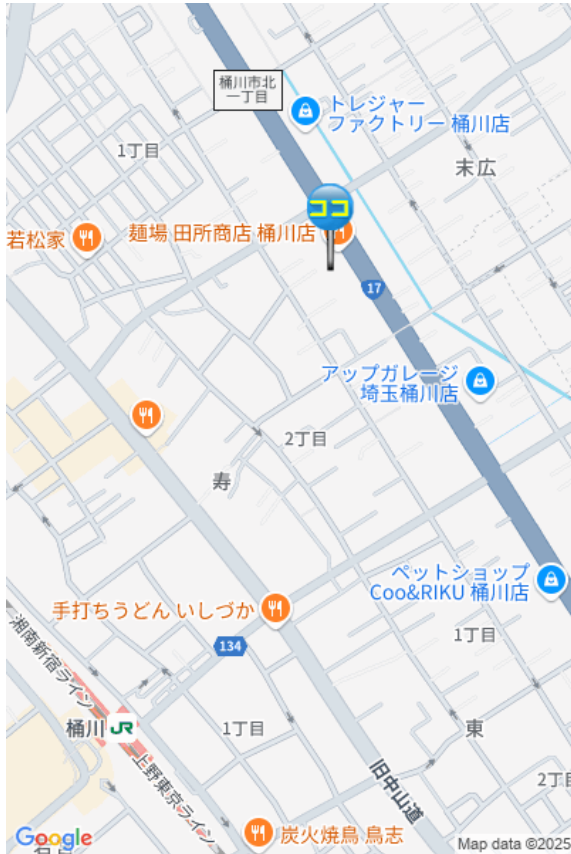 桶川市北
一丁目
トレジャー
ファクトリー 桶川店
1丁目
末広
ココ
若松家
麺場 田所商店 桶川店
17
アップガレージ
埼玉桶川店
2丁目
寿
ペットショップ
Coo&RIKU 桶川店
手打ちうどん いしづか
134
1丁目
湘南新宿ライン
桶川 JR
1丁目
東
上野東京ライン
旧中山道
2丁目
炭火焼鳥 鳥志
Google
Map data ©2025